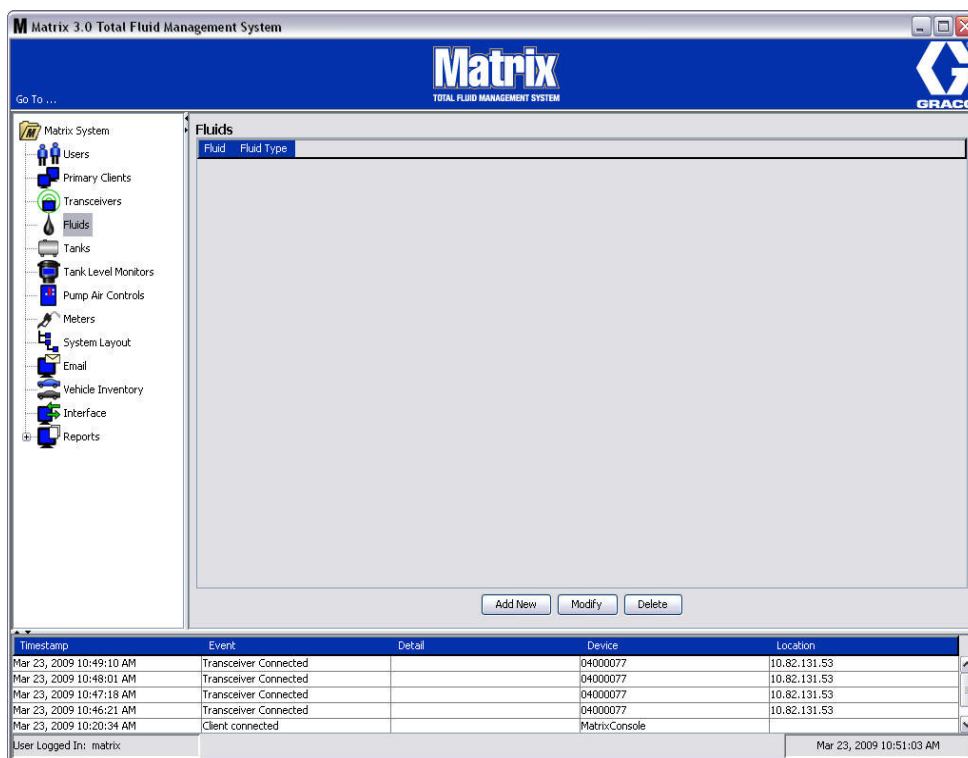 M Matrix 3.0 Total Fluid Management System
Matrix
TOTAL FLUID MANAGEMENT SYSTEM
GRACO
Go To ...
Matrix System
Users
Primary Clients
Transceivers
Fluids
Tanks
Tank Level Monitors
Pump Air Controls
Meters
System Layout
Email
Vehicle Inventory
Interface
Reports
Fluids
Fluid Fluid Type
Add New Modify Delete
Timestamp Event Detail Device Location
Mar 23, 2009 10:49:10 AM Transceiver Connected 04000077 10.82.131.53
Mar 23, 2009 10:48:01 AM Transceiver Connected 04000077 10.82.131.53
Mar 23, 2009 10:47:18 AM Transceiver Connected 04000077 10.82.131.53
Mar 23, 2009 10:46:21 AM Transceiver Connected 04000077 10.82.131.53
Mar 23, 2009 10:20:34 AM Client connected MatrixConsole
User Logged In: matrix Mar 23, 2009 10:51:03 AM